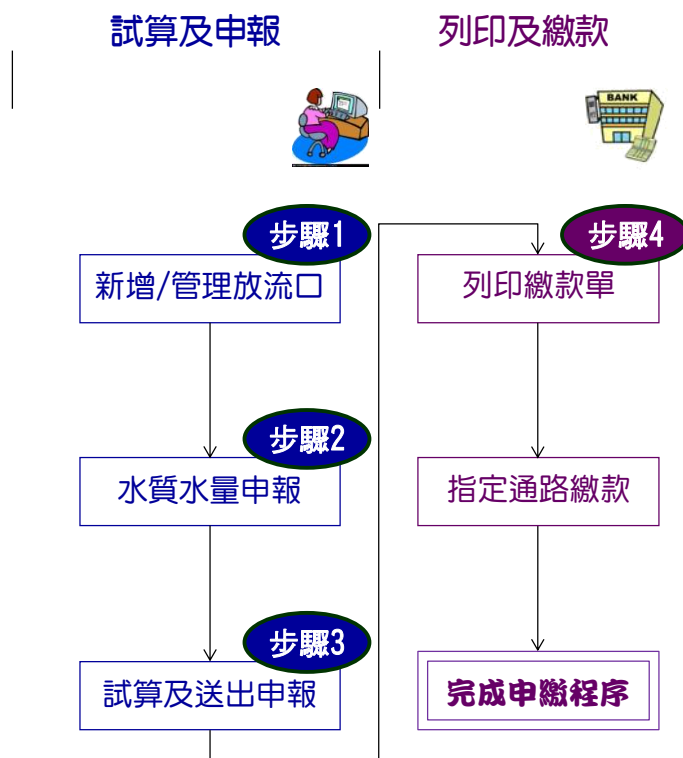 試算及申報
列印及繳款
BANK
步驟1
新增/管理放流口
步驟2
水質水量申報
步驟3
試算及送出申報
步驟4
列印繳款單
指定通路繳款
完成申繳程序